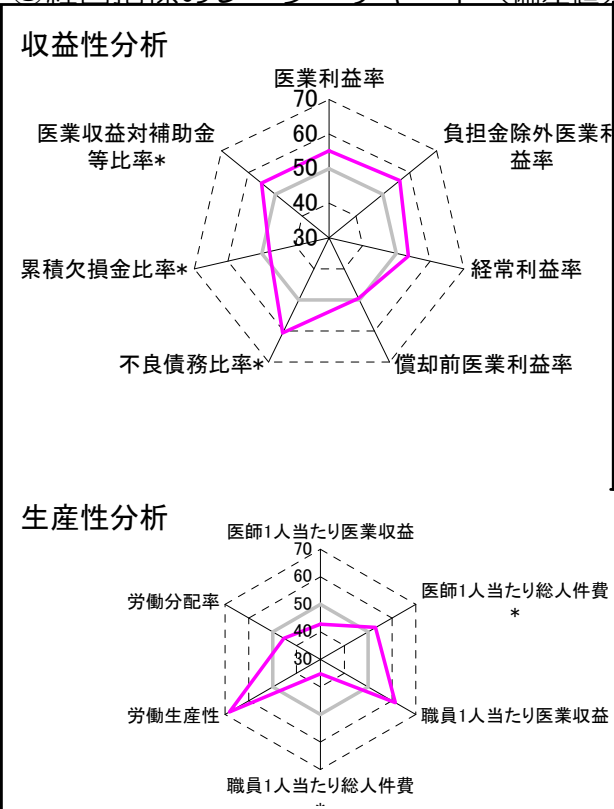 収益性分析
医業利益率
70
60
50
40
30
負担金除外医業利
益率
経常利益率
償却前医業利益率
不良債務比率*
累積欠損金比率*
医業収益対補助金
等比率*
生産性分析
医師1人当たり医業収益
70
60
50
40
30
医師1人当たり総人件費
*
職員1人当たり医業収益
職員1人当たり総人件費
*
労働生産性
労働分配率